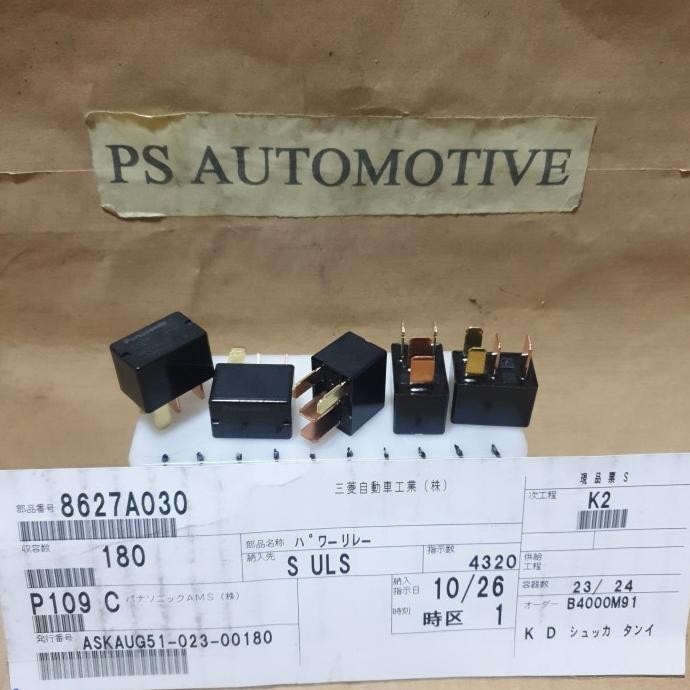 PS AUTOMOTIVE
部品番号 8627A030
三菱自動車工業(株)
現品票 S
次工程 K2
収容数 180
部品名称 パワーリレー
納入先 S ULS
指示数 4320
供給工程
容器数 23/ 24
P109 C パナソニックAMS(株)
納入指示日 10/26
時刻 時区 1
オーダー B4000M91
発行番号 ASKAUG51-023-00180
K D シュッカ タンイ